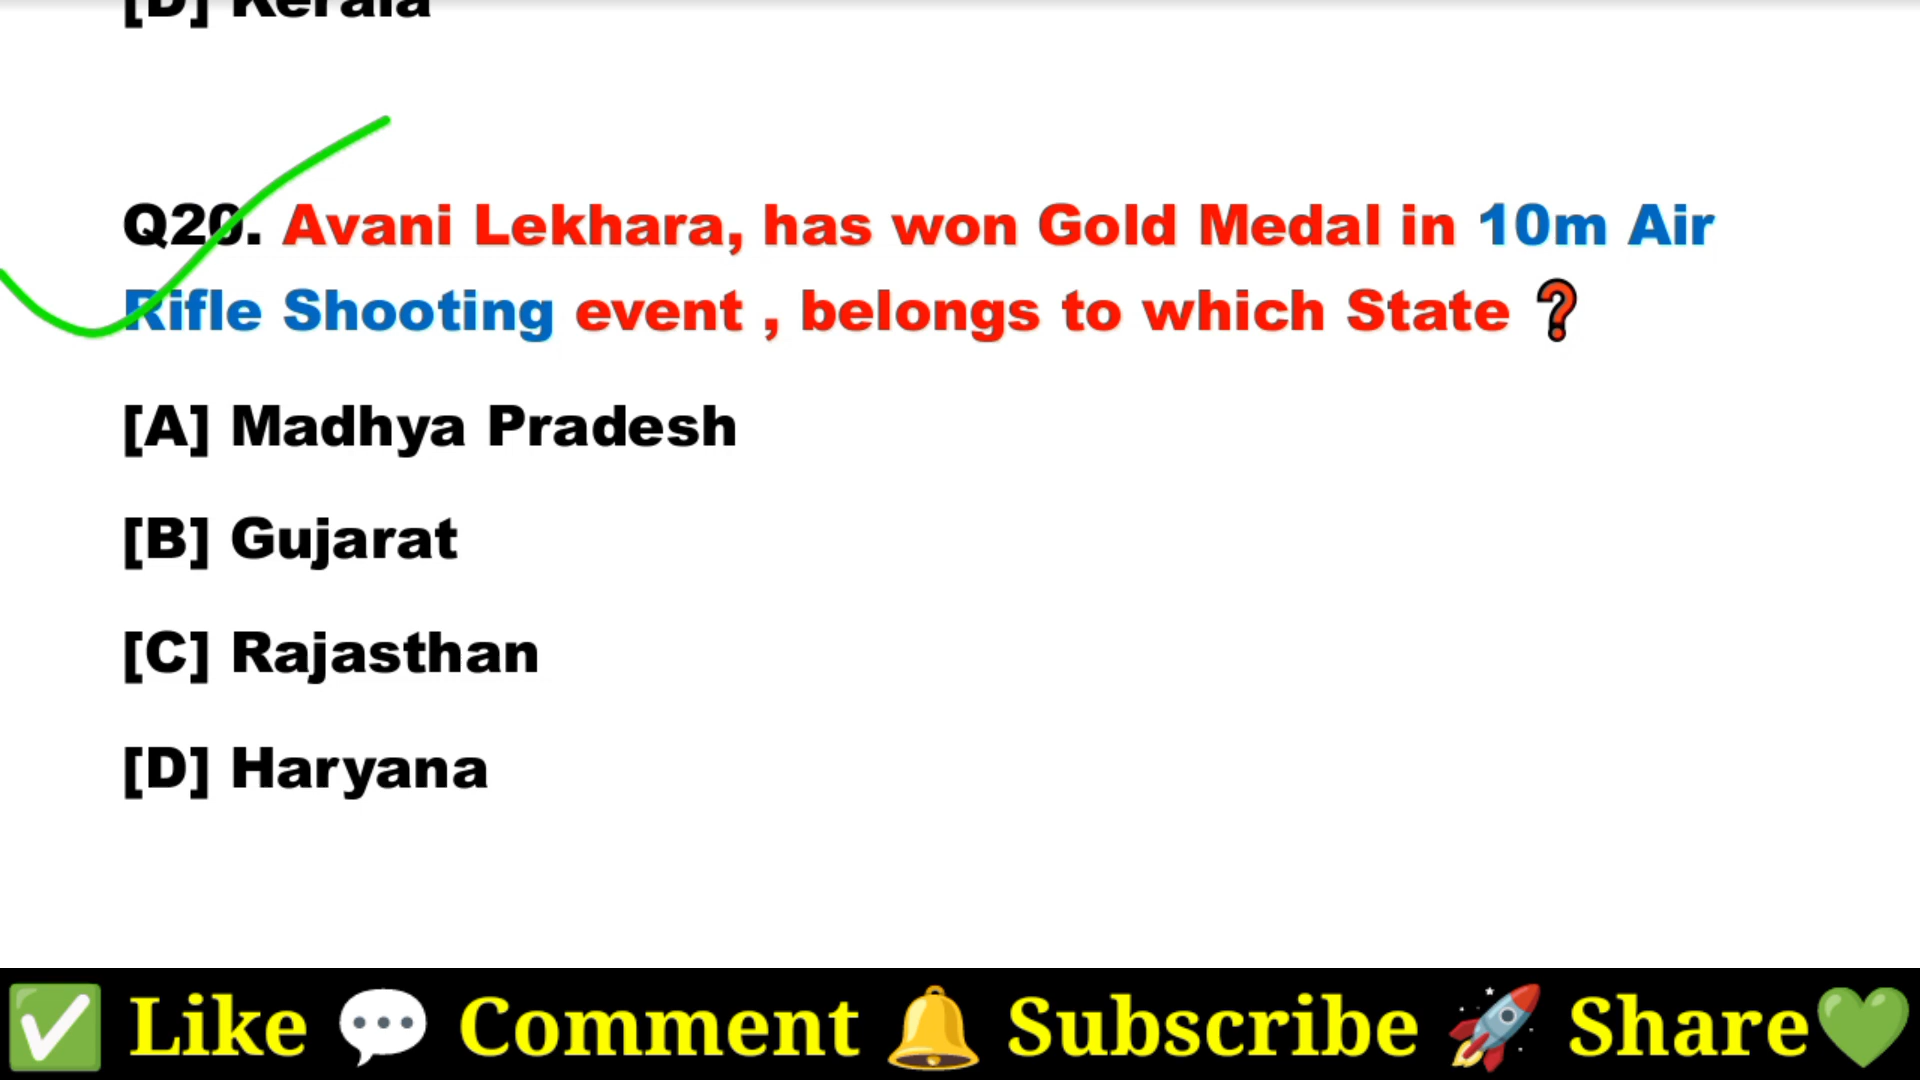 [D] Kerala
Q20. Avani Lekhara, has won Gold Medal in 10m Air
Rifle Shooting event , belongs to which State ❓
[A] Madhya Pradesh
[B] Gujarat
[C] Rajasthan
[D] Haryana
✅ Like 💬 Comment 🔔 Subscribe 🚀 Share💚